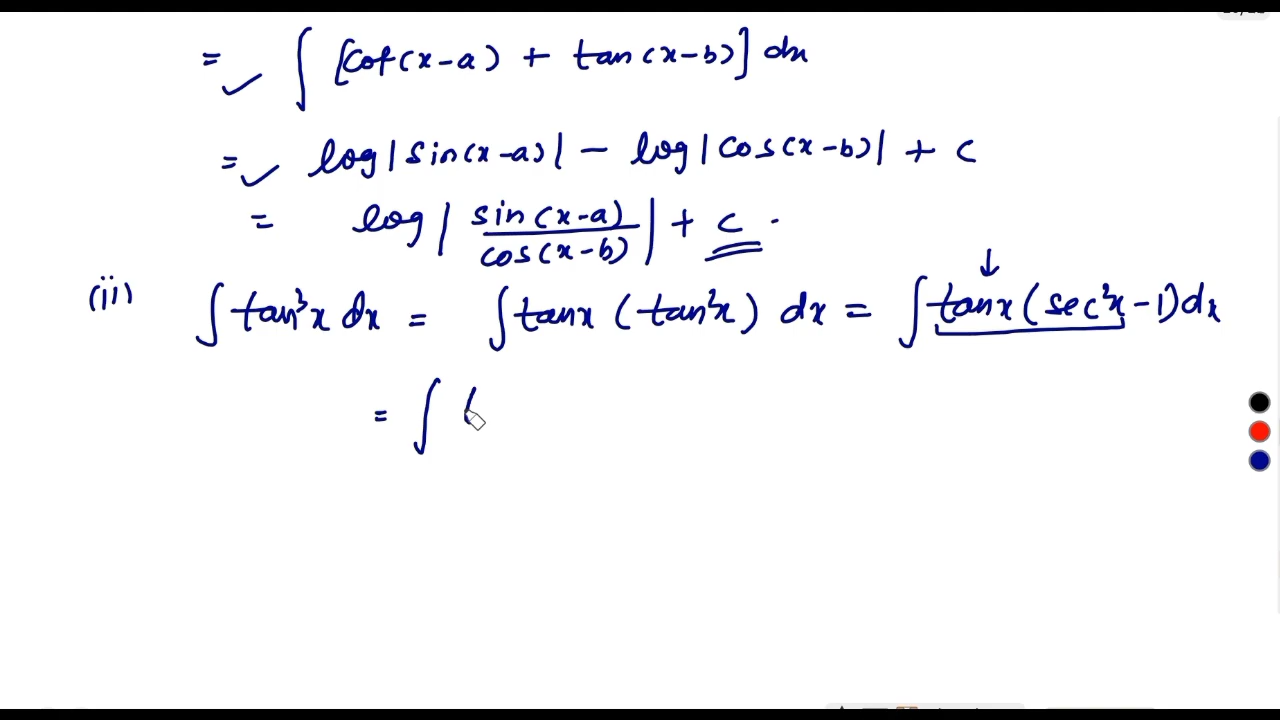 = ∫ [cot(x-a) + tan(x-b)] dx
= log|sin(x-a)| - log|cos(x-b)| + c
= log| sin(x-a) / cos(x-b) | + c .
(ii) ∫ tan³x dx = ∫ tanx (tan²x) dx = ∫ tanx (sec²x - 1) dx
= ∫ (